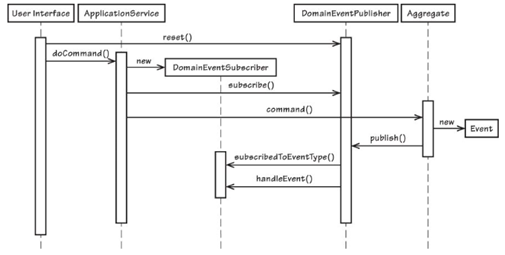 User Interface
ApplicationService
DomainEventPublisher
Aggregate
reset()
doCommand()
new
DomainEventSubscriber
subscribe()
command()
new
Event
publish()
subscribedToEventType()
handleEvent()